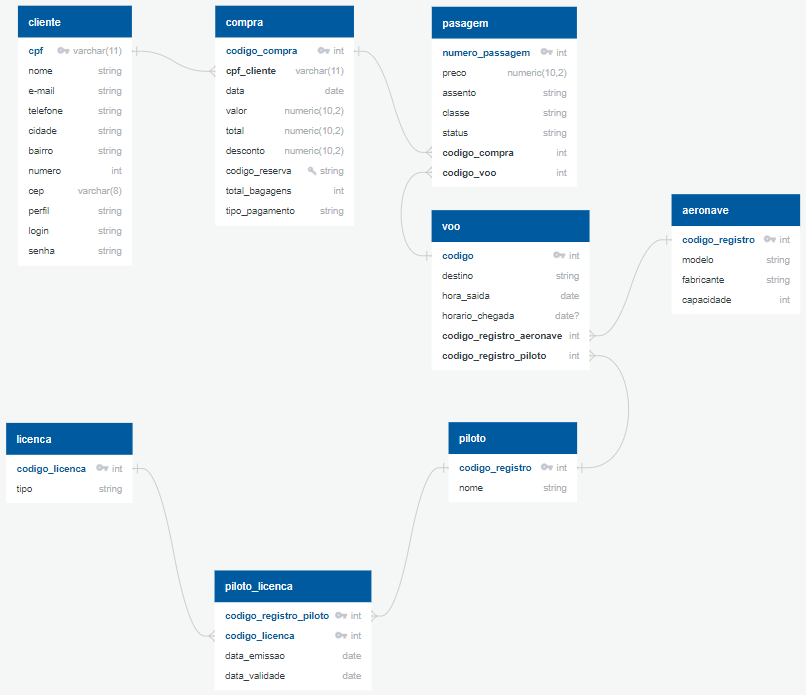 cliente
cpf varchar(11)
nome string
e-mail string
telefone string
cidade string
bairro string
numero int
cep varchar(8)
perfil string
login string
senha string
compra
codigo_compra int
cpf_cliente varchar(11)
data date
valor numeric(10,2)
total numeric(10,2)
desconto numeric(10,2)
codigo_reserva string
total_bagagens int
tipo_pagamento string
pasagem
numero_passagem int
preco numeric(10,2)
assento string
classe string
status string
codigo_compra int
codigo_voo int
voo
codigo int
destino string
hora_saida date
horario_chegada date?
codigo_registro_aeronave int
codigo_registro_piloto int
aeronave
codigo_registro int
modelo string
fabricante string
capacidade int
licenca
codigo_licenca int
tipo string
piloto
codigo_registro int
nome string
piloto_licenca
codigo_registro_piloto int
codigo_licenca int
data_emissao date
data_validade date